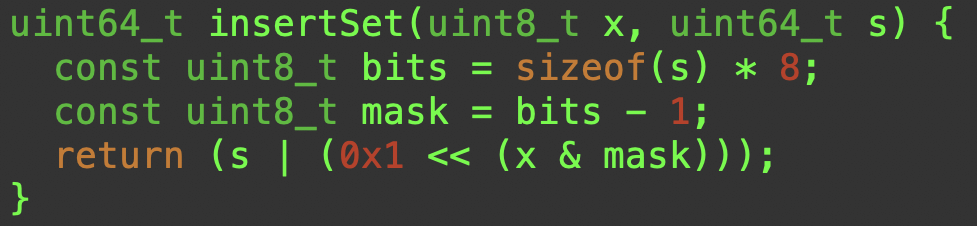 uint64_t insertSet(uint8_t x, uint64_t s) {
  const uint8_t bits = sizeof(s) * 8;
  const uint8_t mask = bits - 1;
  return (s | (0x1 << (x & mask)));
}